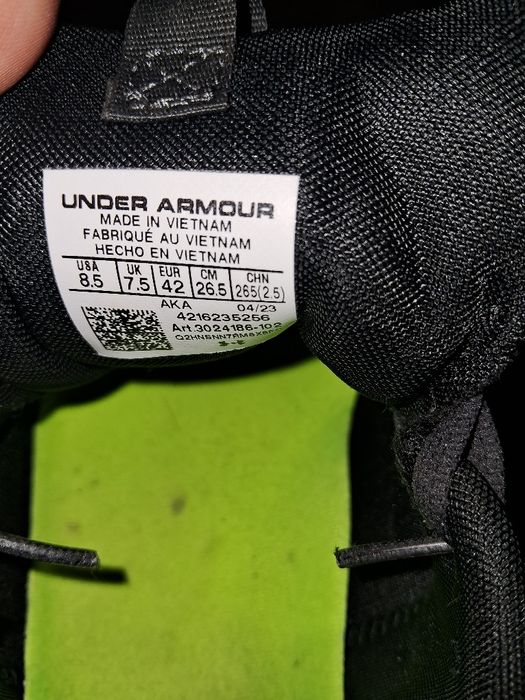 UNDER ARMOUR
MADE IN VIETNAM
FABRIQUÉ AU VIETNAM
HECHO EN VIETNAM
USA UK EUR CM CHN
8.5 7.5 42 26.5 265(2.5)
AKA 04/23
4216235256
Art.3024186-102